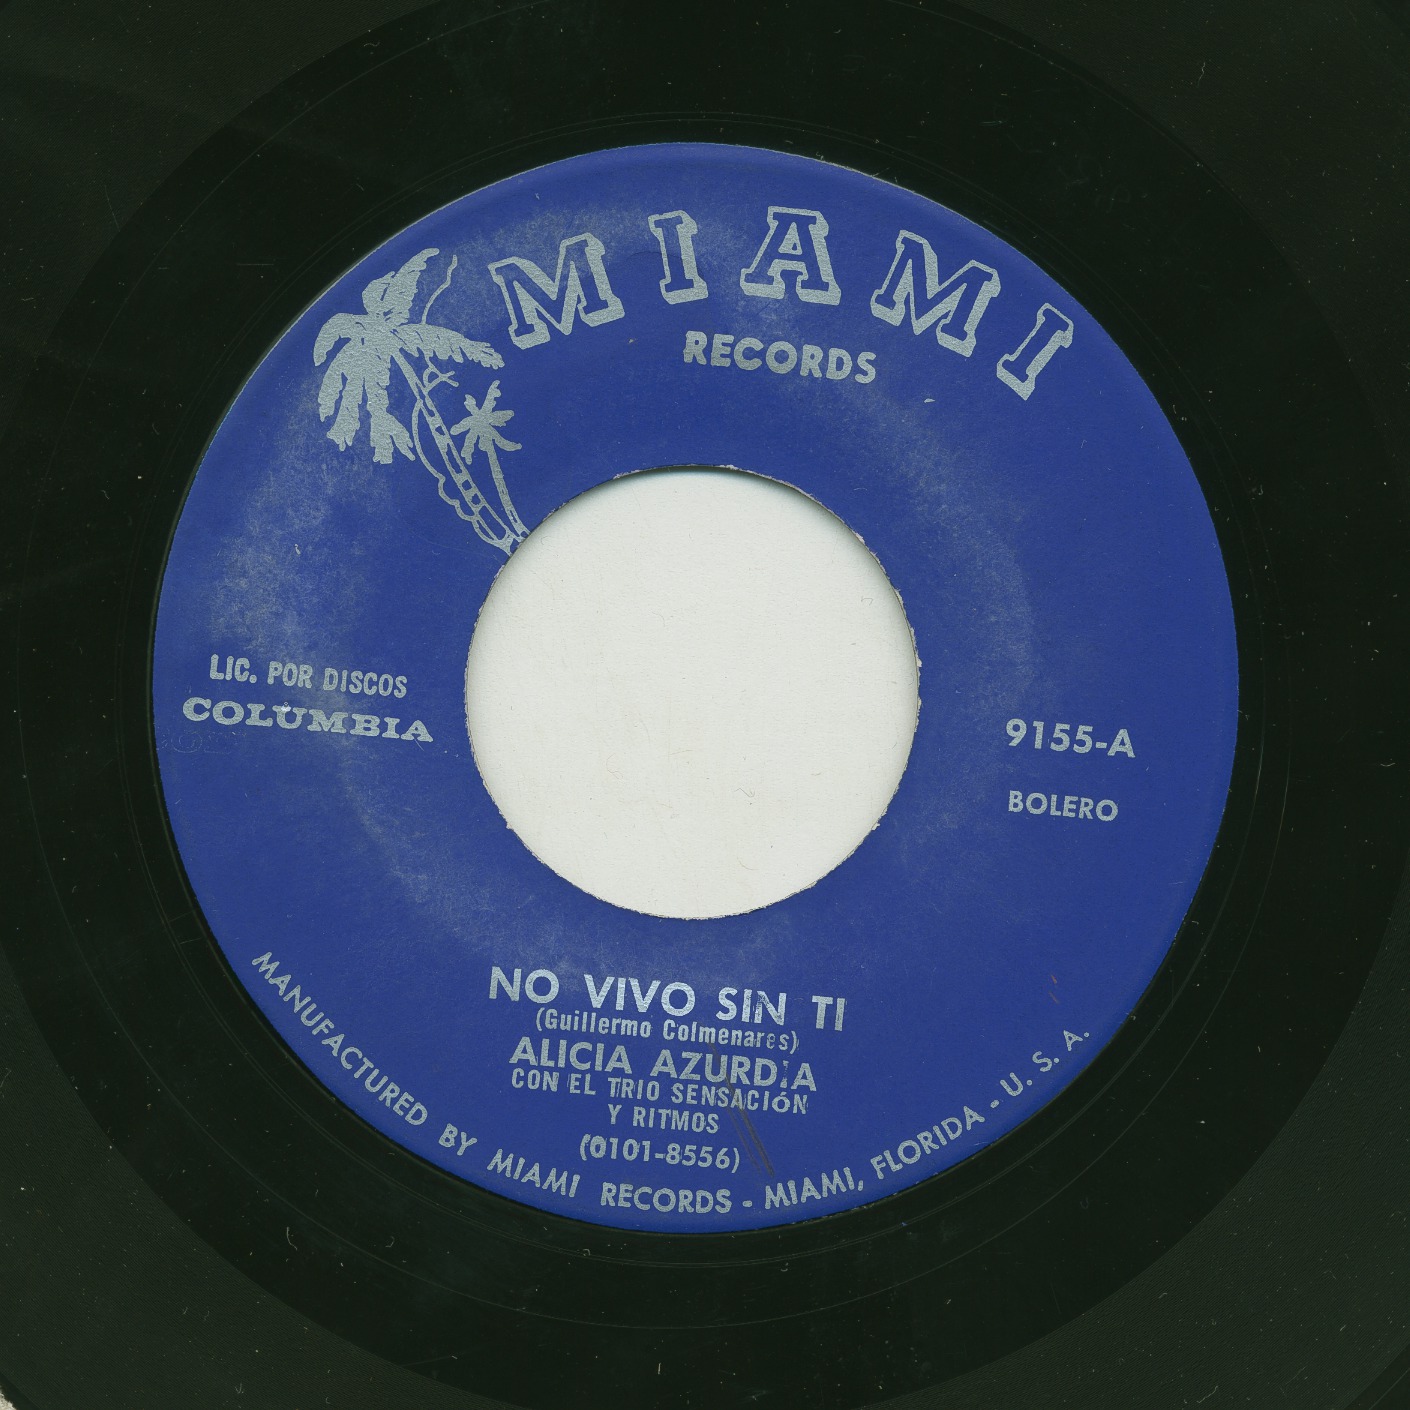 MIAMI
RECORDS
LIC. POR DISCOS
COLUMBIA
9155-A
BOLERO
NO VIVO SIN TI
(Guillermo Colmenares)
ALICIA AZURDIA
CON EL TRIO SENSACIóN
Y RITMOS
(0101-8556)
MANUFACTURED BY MIAMI RECORDS - MIAMI, FLORIDA - U. S. A.